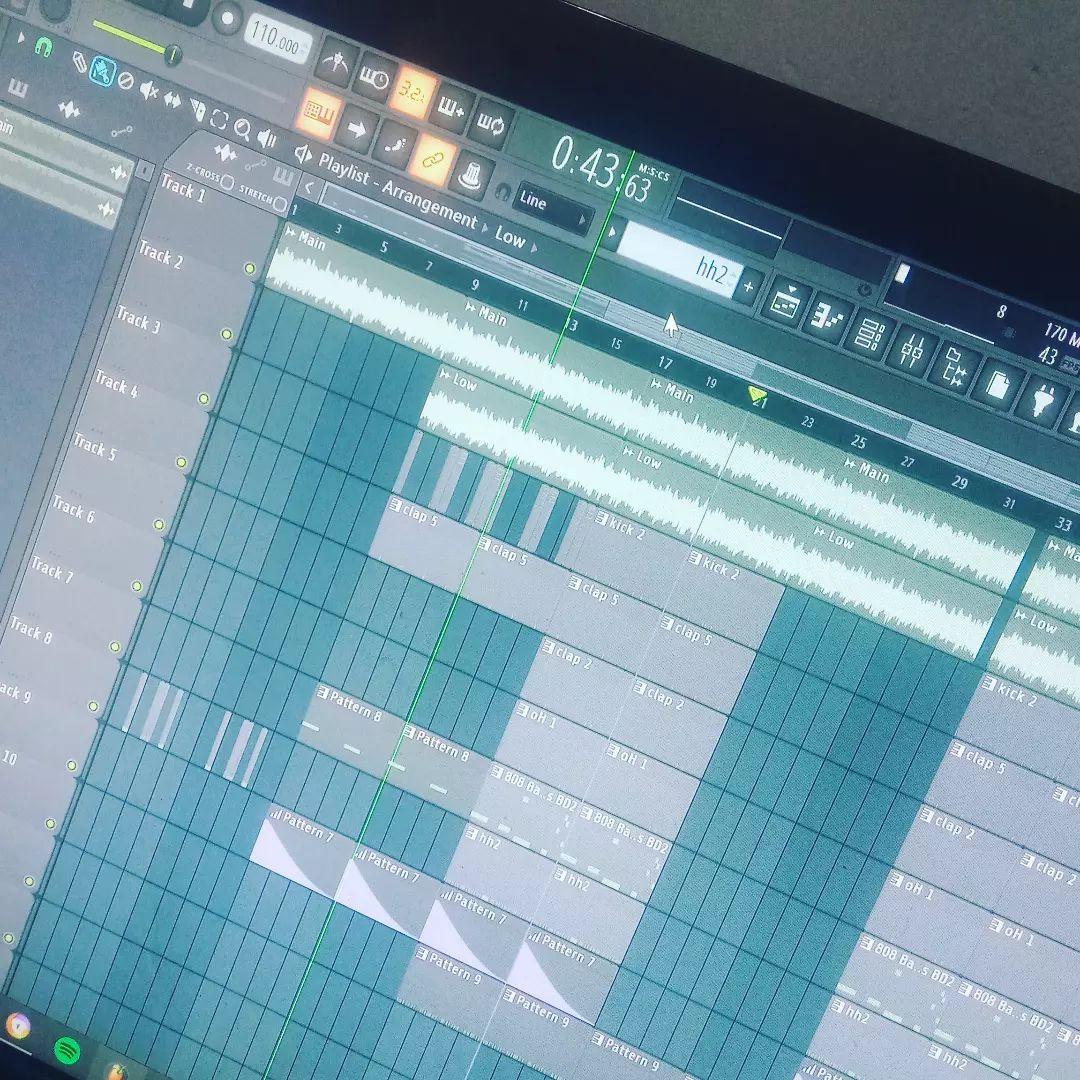 110.000
3.2
0:43:63
M:S:CS
Line
hh2
8
170 M
43 FPS
Playlist - Arrangement
Low
Z-CROSS
STRETCH
ain
1 3 5 7 9 11 13 15 17 19 21 23 25 27 29 31 33
Track 1
Main
Main
Main
Main
Ma
Track 2
Low
Low
Low
Low
Track 3
kick 2
kick 2
kick 2
Track 4
clap 5
clap 5
clap 5
clap 5
clap 5
cl
Track 5
clap 2
clap 2
clap 2
clap 2
Track 6
oH 1
oH 1
oH 1
oH 1
Track 7
Pattern 8
Pattern 8
808 Ba..s BD2
808 Ba..s BD2
808 Ba..s BD2
808 Ba..s BD2
8
Track 8
hh2
hh2
hh2
hh2
ack 9
Pattern 7
Pattern 7
Pattern 7
Pattern 7
Patte
10
Pattern 9
Pattern 9
Pattern 9